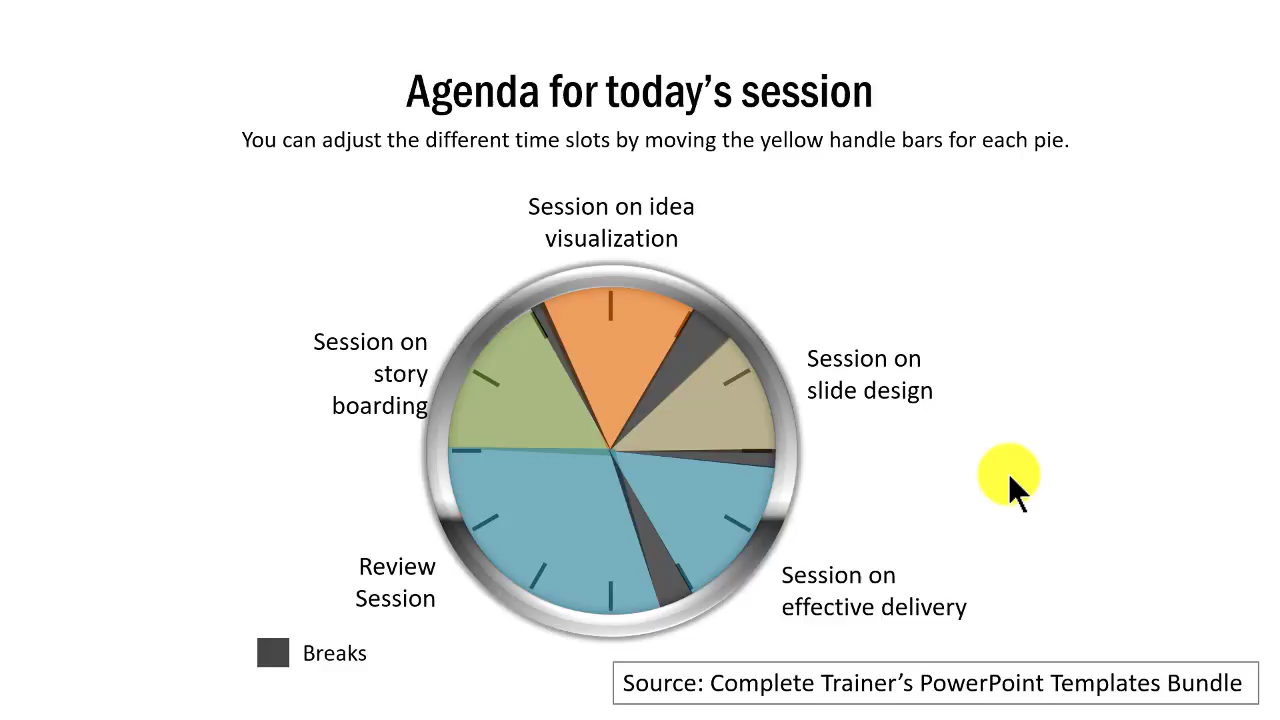 Agenda for today’s session
You can adjust the different time slots by moving the yellow handle bars for each pie.
Session on idea
visualization
Session on
story
boarding
Session on
slide design
Review
Session
Session on
effective delivery
Breaks
Source: Complete Trainer’s PowerPoint Templates Bundle